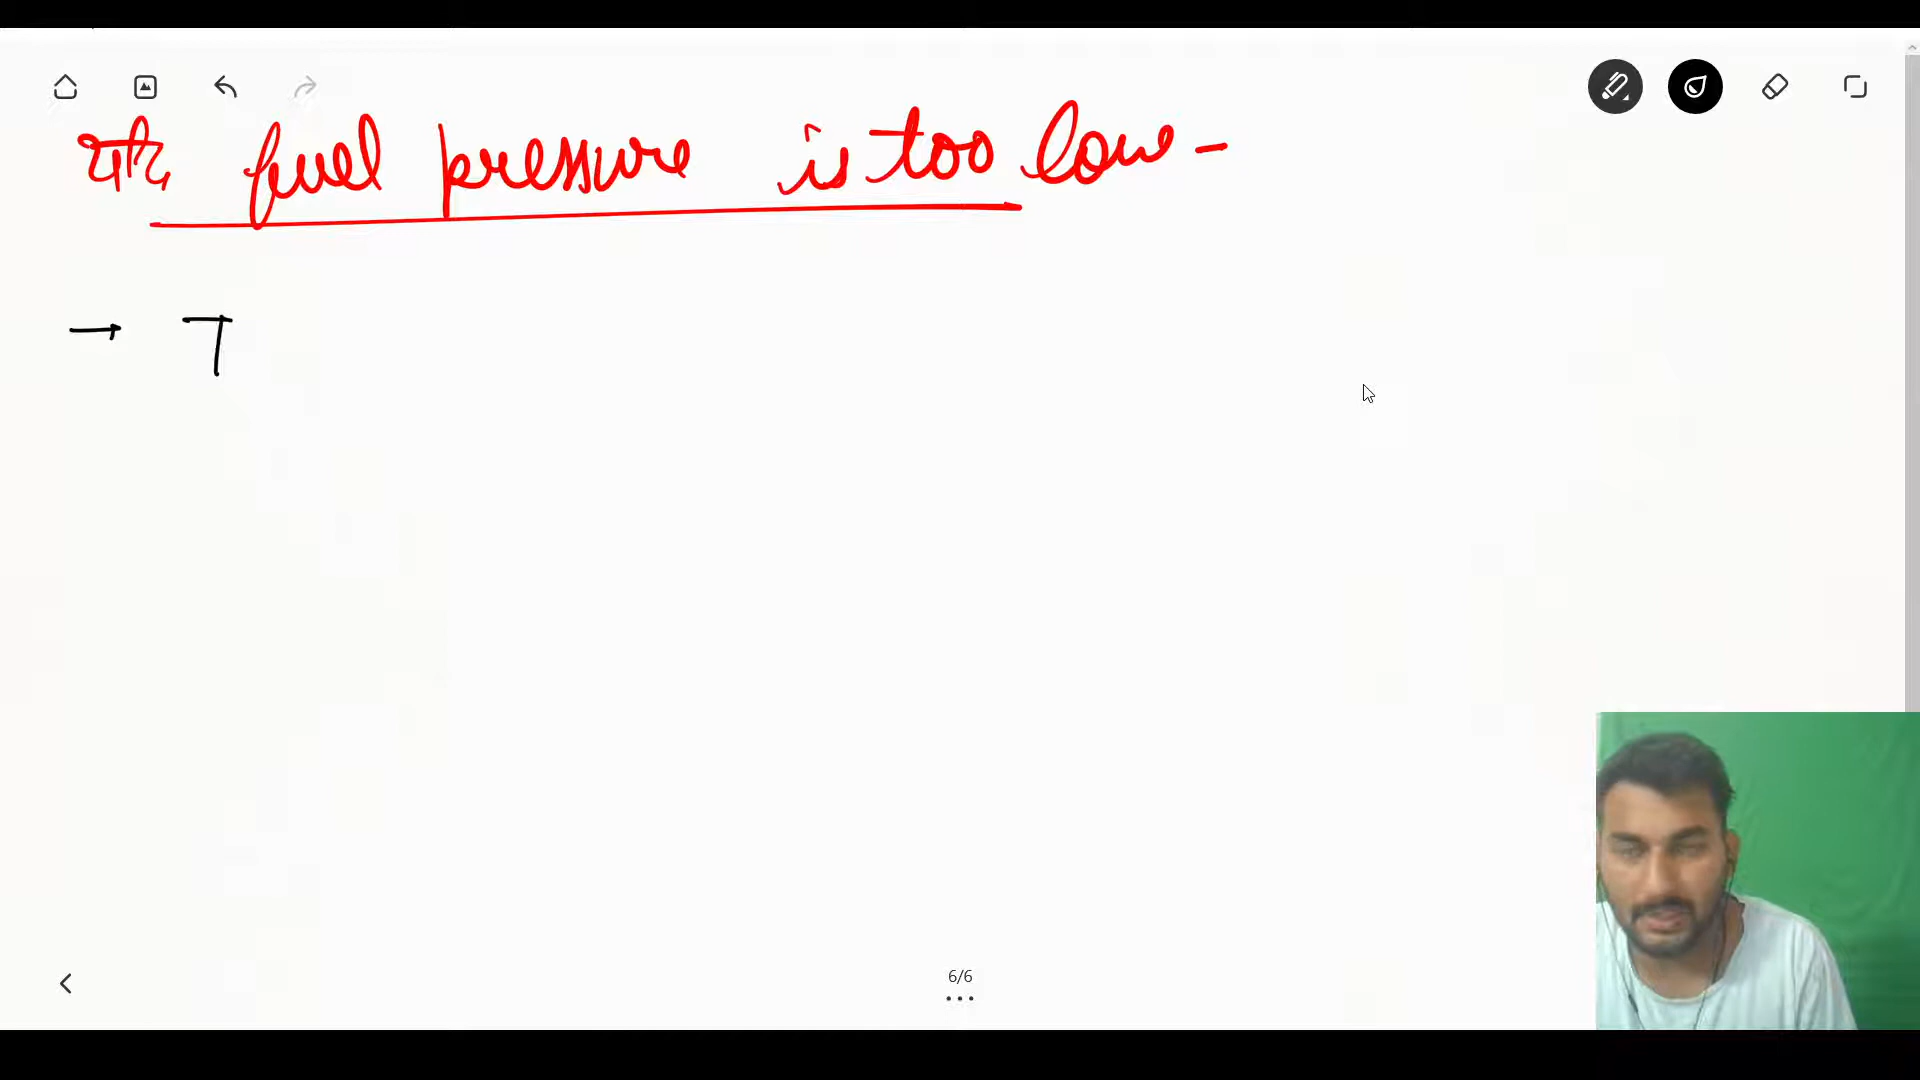 यदि fuel pressure is too low -
→ T
6/6